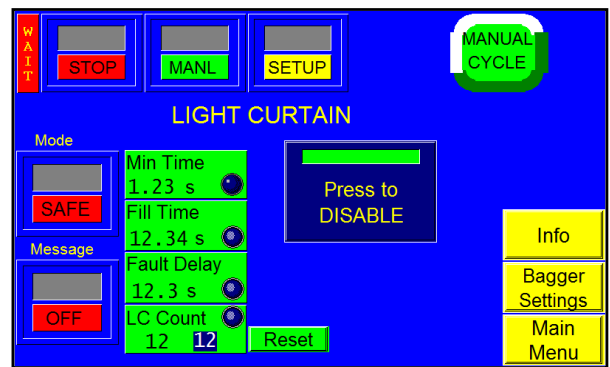 WAIT
STOP
MANL
SETUP
MANUAL
CYCLE
LIGHT CURTAIN
Mode
SAFE
Message
OFF
Min Time
1.23 s
Fill Time
12.34 s
Fault Delay
12.3 s
LC Count
12 12
Reset
Press to
DISABLE
Info
Bagger
Settings
Main
Menu